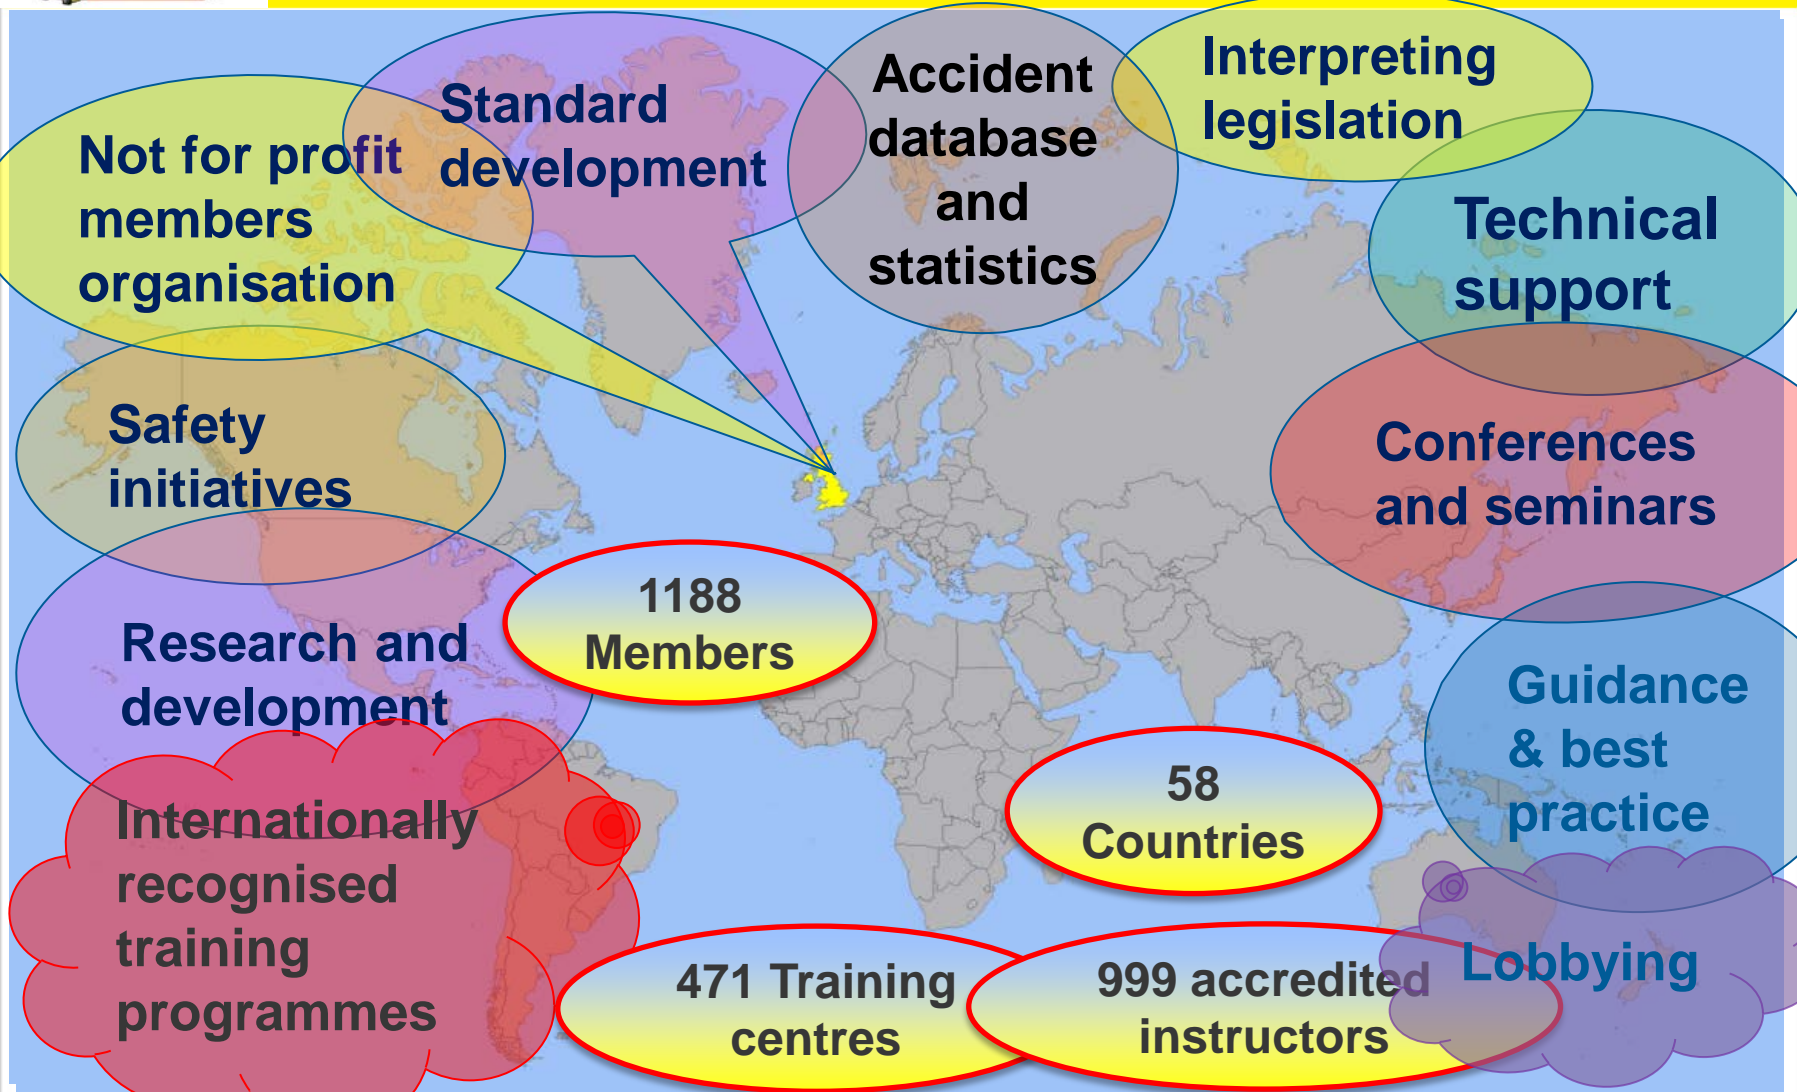 Not for profit
members
organisation
Standard
development
Accident
database
and
statistics
Interpreting
legislation
Technical
support
Safety
initiatives
Conferences
and seminars
1188
Members
Research and
development
Guidance
& best
practice
58
Countries
Internationally
recognised
training
programmes
471 Training
centres
999 accredited
instructors
Lobbying